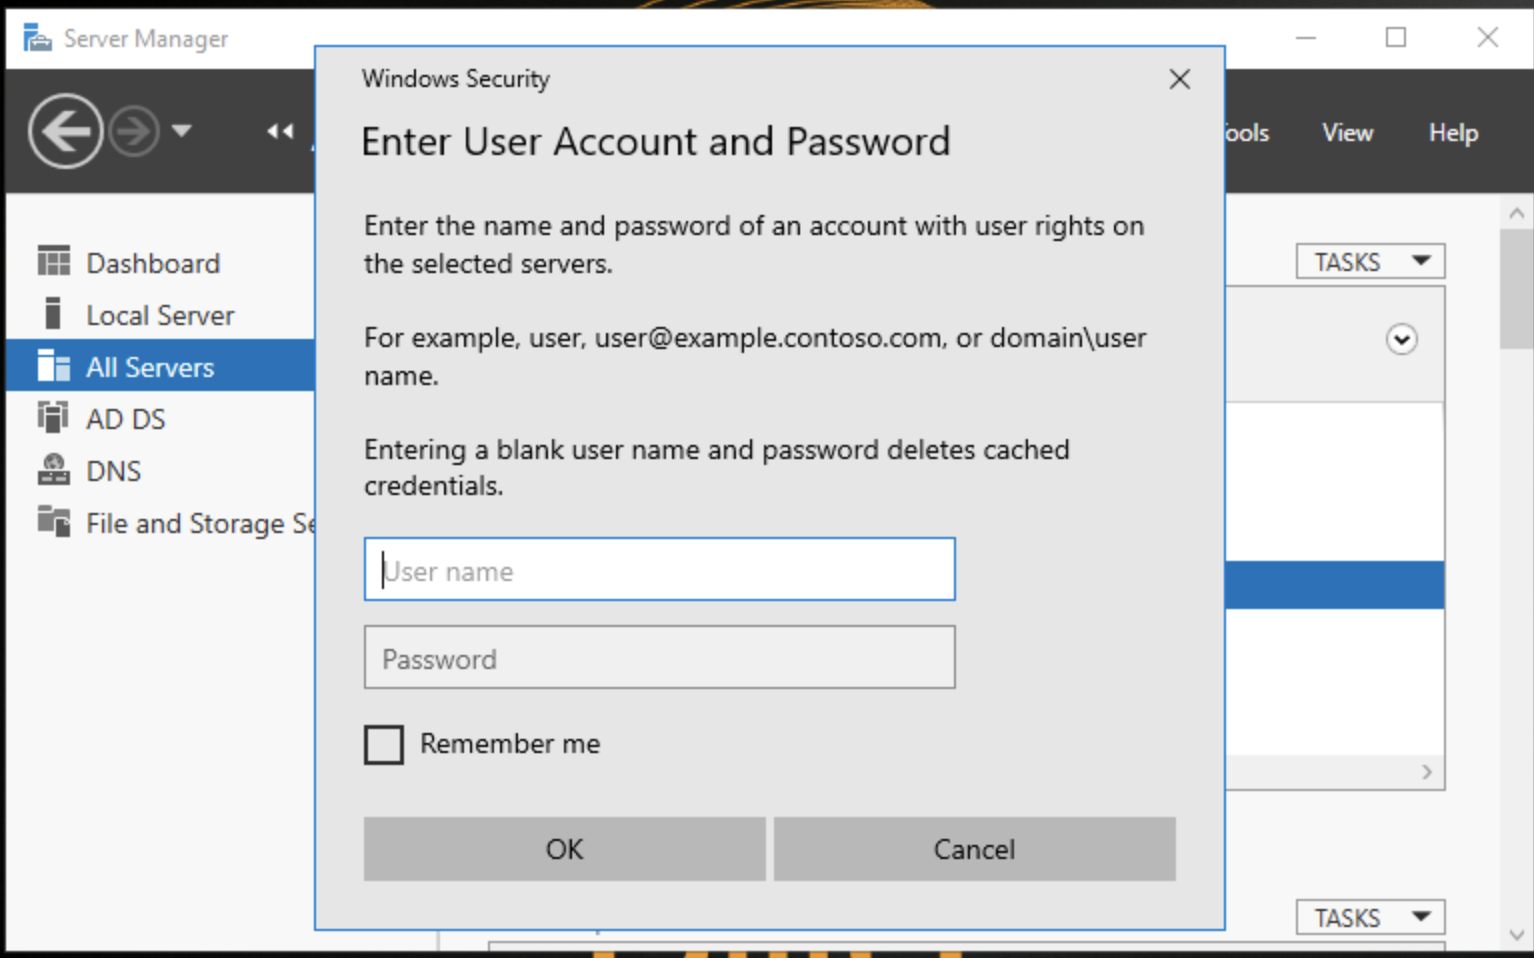 Server Manager
Windows Security
Enter User Account and Password
View
Help
Enter the name and password of an account with user rights on
the selected servers.
TASKS
Dashboard
Local Server
For example, user, user@example.contoso.com, or domain\user
name.
All Servers
AD DS
Entering a blank user name and password deletes cached
credentials.
DNS
File and Storage
User name
Password
Remember me
OK
Cancel
TASKS